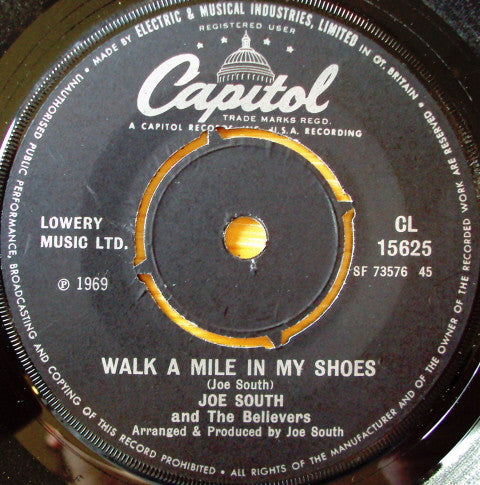 MADE BY ELECTRIC & MUSICAL INDUSTRIES, LIMITED IN GT. BRITAIN • ALL RIGHTS OF THE MANUFACTURER AND OF THE OWNER OF THE RECORDED WORK ARE RESERVED • UNAUTHORISED PUBLIC PERFORMANCE, BROADCASTING AND COPYING OF THIS RECORD PROHIBITED •
REGISTERED USER
Capitol
TRADE MARKS REGD.
A CAPITOL RECORDS, INC., U.S.A. RECORDING
LOWERY
MUSIC LTD.
CL
15625
SF 73576 45
℗ 1969
WALK A MILE IN MY SHOES
(Joe South)
JOE SOUTH
and The Believers
Arranged & Produced by Joe South